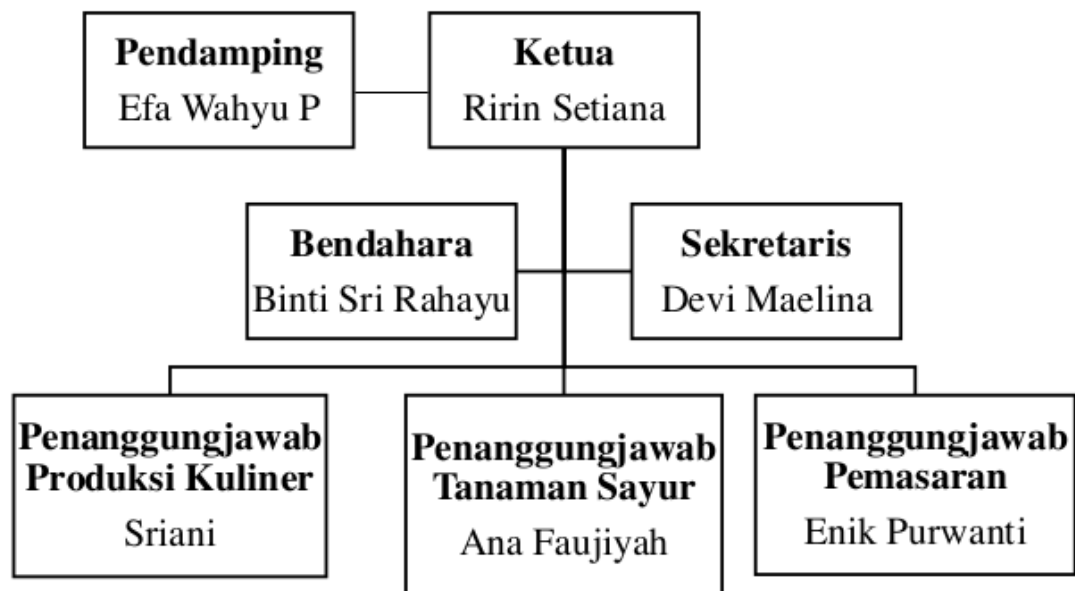 Pendamping
Efa Wahyu P
Ketua
Ririn Setiana
Bendahara
Binti Sri Rahayu
Sekretaris
Devi Maelina
Penanggungjawab
Produksi Kuliner
Sriani
Penanggungjawab
Tanaman Sayur
Ana Faujiyah
Penanggungjawab
Pemasaran
Enik Purwanti